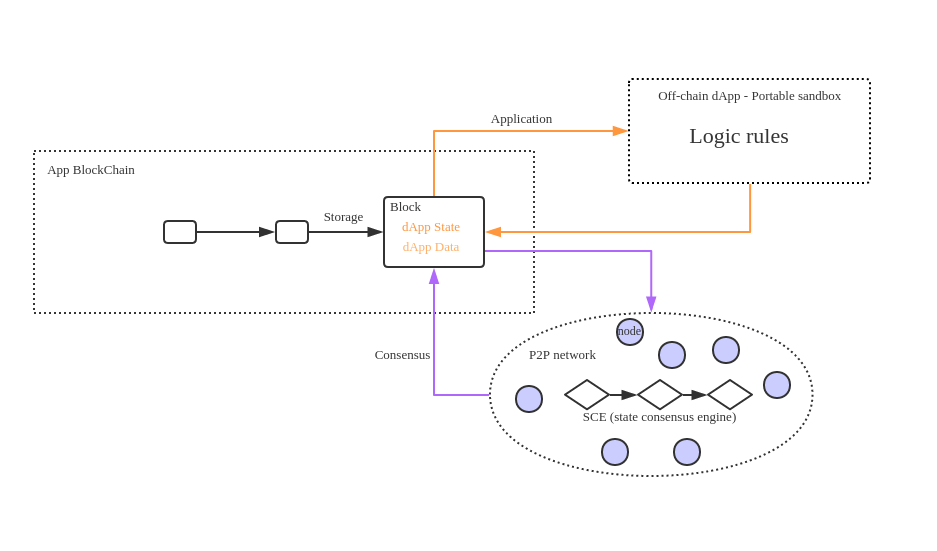 Off-chain dApp - Portable sandbox
Logic rules
Application
App BlockChain
Storage
Block
dApp State
dApp Data
Consensus
node
P2P network
SCE (state consensus engine)